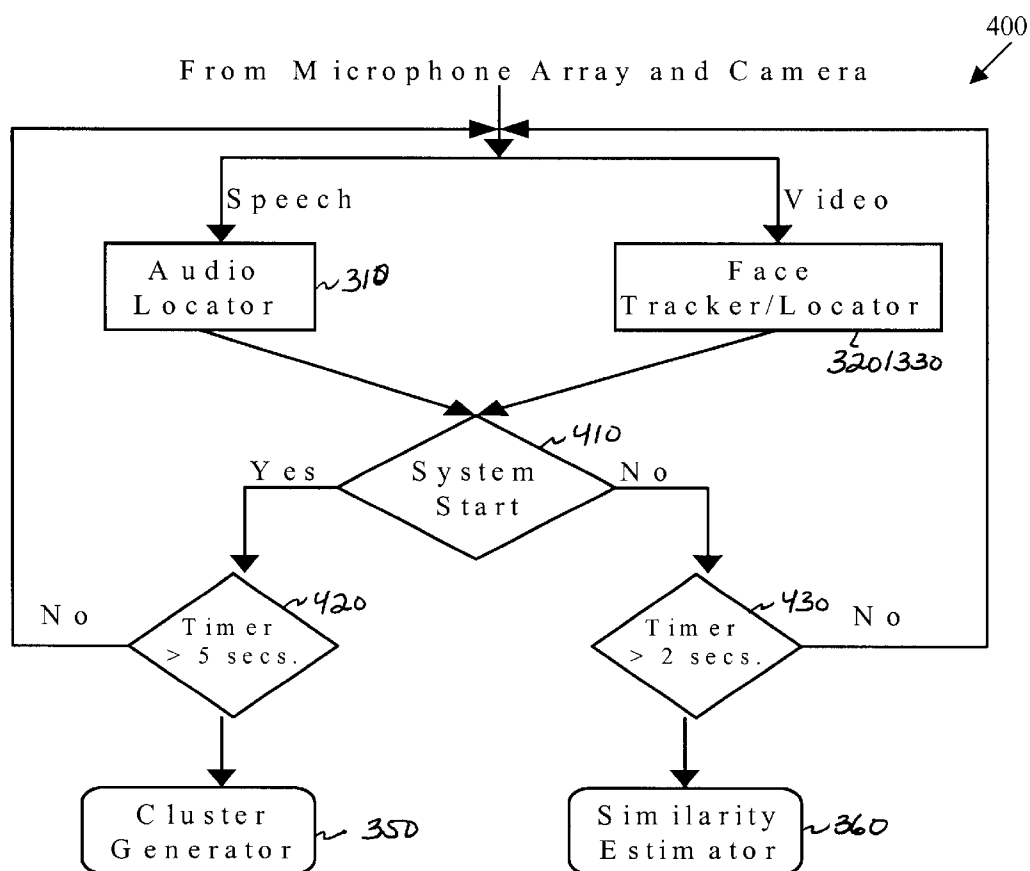 400
From Microphone Array and Camera
Speech
Video
Audio
Locator
310
Face
Tracker/Locator
320/330
410
Yes
System
Start
No
No
420
Timer
> 5 secs.
430
Timer
> 2 secs.
No
Cluster
Generator
350
Similarity
Estimator
360